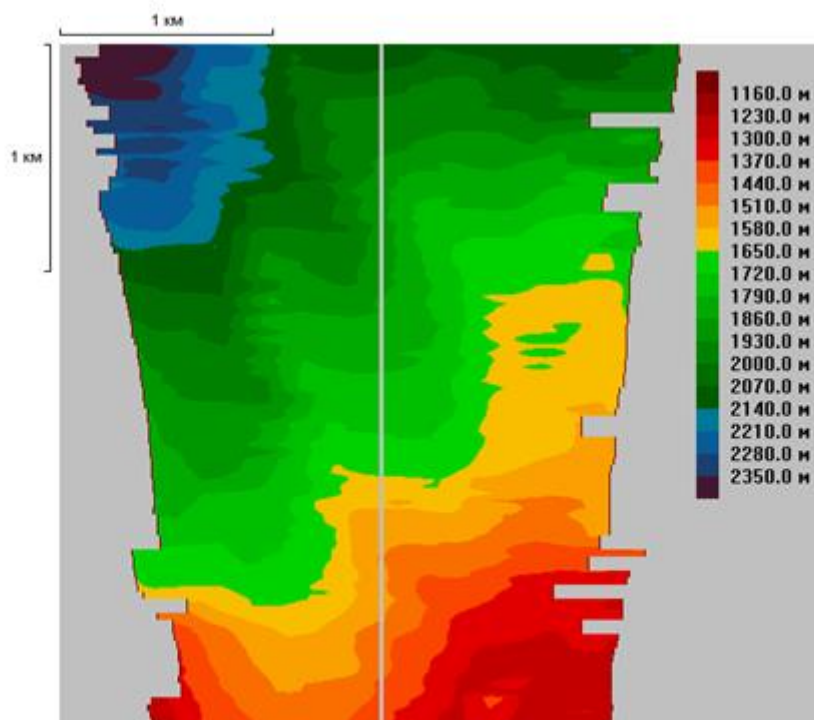 1 км
1 км
1160.0 м
1230.0 м
1300.0 м
1370.0 м
1440.0 м
1510.0 м
1580.0 м
1650.0 м
1720.0 м
1790.0 м
1860.0 м
1930.0 м
2000.0 м
2070.0 м
2140.0 м
2210.0 м
2280.0 м
2350.0 м